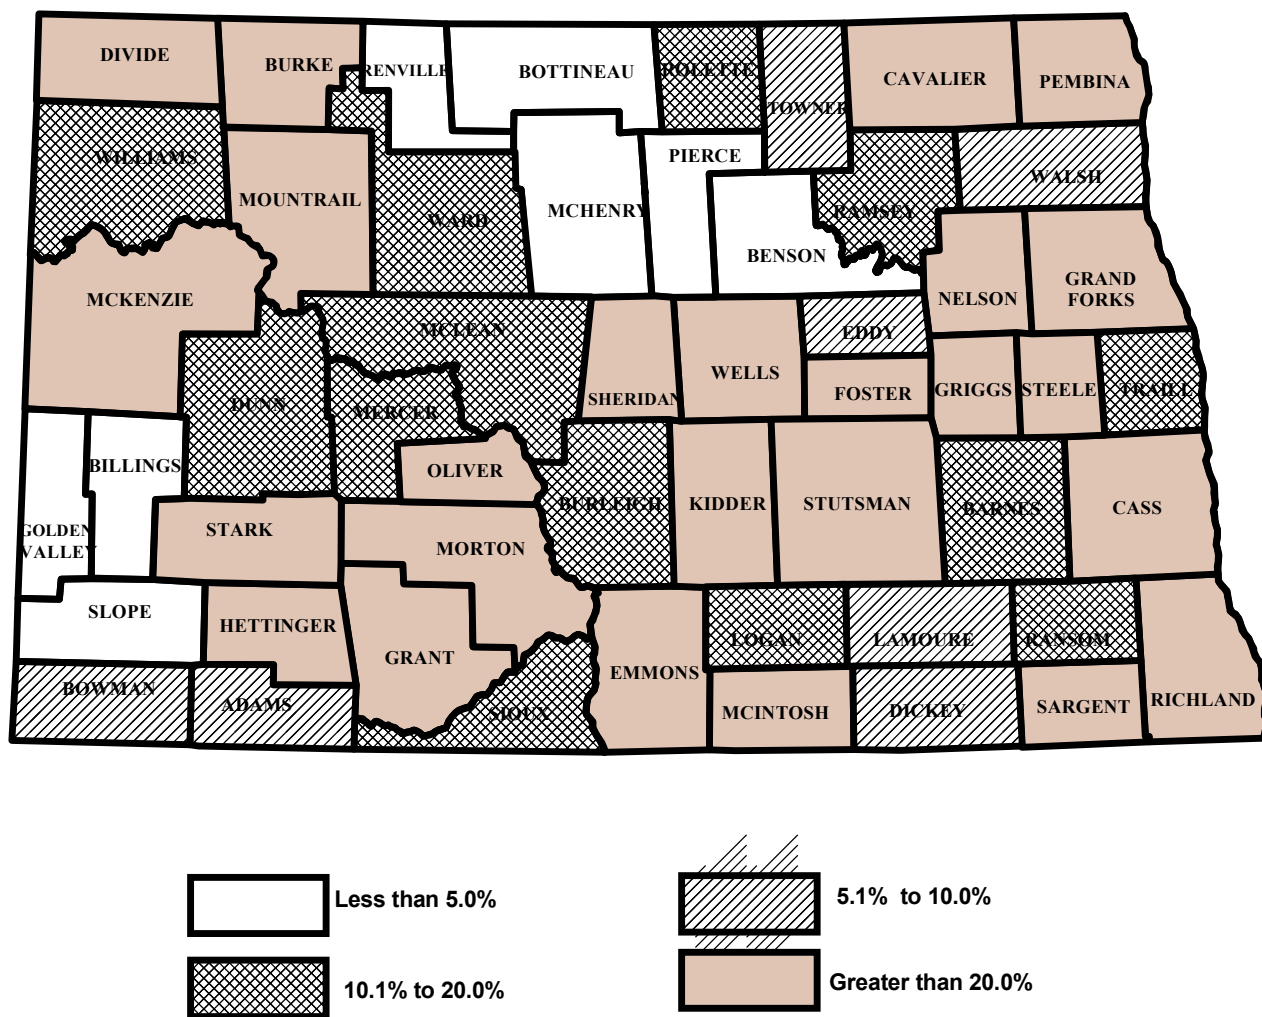 DIVIDE
BURKE
RENVILLE
BOTTINEAU
ROLETTE
TOWNER
CAVALIER
PEMBINA
WILLIAMS
MOUNTRAIL
WARD
MCHENRY
PIERCE
BENSON
RAMSEY
WALSH
MCKENZIE
NELSON
GRAND
FORKS
DUNN
MCLEAN
MERCER
SHERIDAN
WELLS
EDDY
FOSTER
GRIGGS
STEELE
TRAILL
BILLINGS
GOLDEN
VALLEY
OLIVER
BURLEIGH
KIDDER
STUTSMAN
BARNES
CASS
STARK
MORTON
SLOPE
HETTINGER
GRANT
EMMONS
LOGAN
LAMOURE
RANSOM
BOWMAN
ADAMS
SIOUX
MCINTOSH
DICKEY
SARGENT
RICHLAND
Less than 5.0%
5.1% to 10.0%
10.1% to 20.0%
Greater than 20.0%